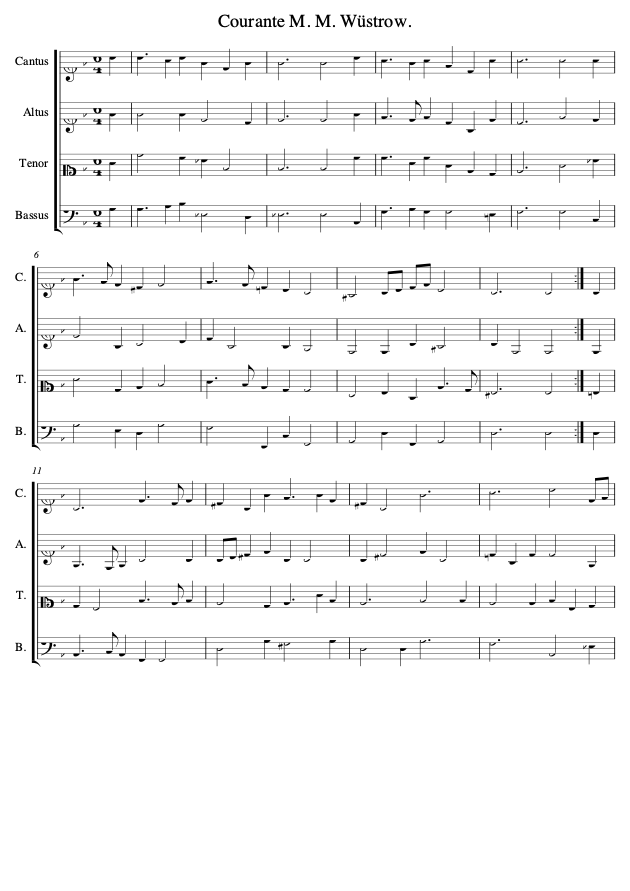 Courante M. M. Wüstrow.
Cantus
Altus
Tenor
Bassus
6
C.
A.
T.
B.
11
C.
A.
T.
B.